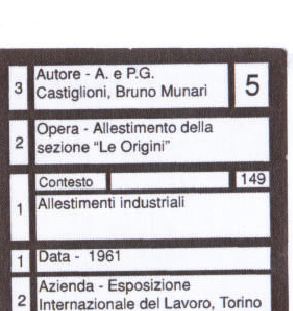 3 Autore - A. e P.G. 5
Castiglioni, Bruno Munari
2 Opera - Allestimento della
sezione "Le Origini"
Contesto 149
1 Allestimenti industriali
1 Data - 1961
2 Azienda - Esposizione
Internazionale del Lavoro, Torino